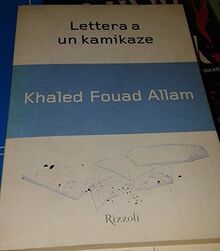 Lettera a
un kamikaze
Khaled Fouad Allam
Rizzoli